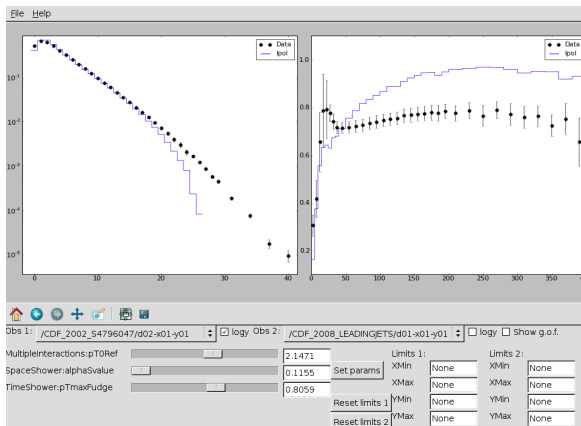 File Help
Data
Ipol
10⁻¹
10⁻²
10⁻³
10⁻⁴
10⁻⁵
0 10 20 30 40
Data
Ipol
1.0
0.8
0.6
0.4
0.2
0 50 100 150 200 250 300 350
Obs 1: /CDF_2002_S4796047/d02-x01-y01 logy Obs 2: /CDF_2008_LEADINGJETS/d01-x01-y01 logy Show g.o.f.
MultipleInteractions:pT0Ref 2.1471
SpaceShower:alphaSvalue 0.1155
TimeShower:pTmaxFudge 0.8059
Set params
Reset limits 1
Reset limits 2
Limits 1:
XMin None
XMax None
YMin None
YMax None
Limits 2:
XMin None
XMax None
YMin None
YMax None